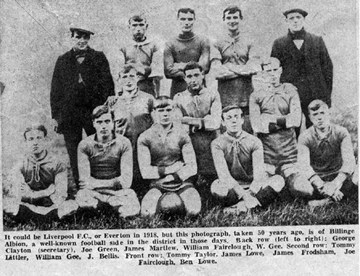 It could be Liverpool F.C., or Everton in 1918, but this photograph, taken 50 years ago, is of Billinge
Albion, a well-known football side in the district in those days. Back row (left to right): George
Clayton (secretary), Joe Green, James Martlew, William Fairclough, W. Gee. Second row: Tommy
Littler, William Gee, J. Bellis. Front row: Tommy Taylor, James Lowe, James Frodsham, Joe
Fairclough, Ben Lowe.